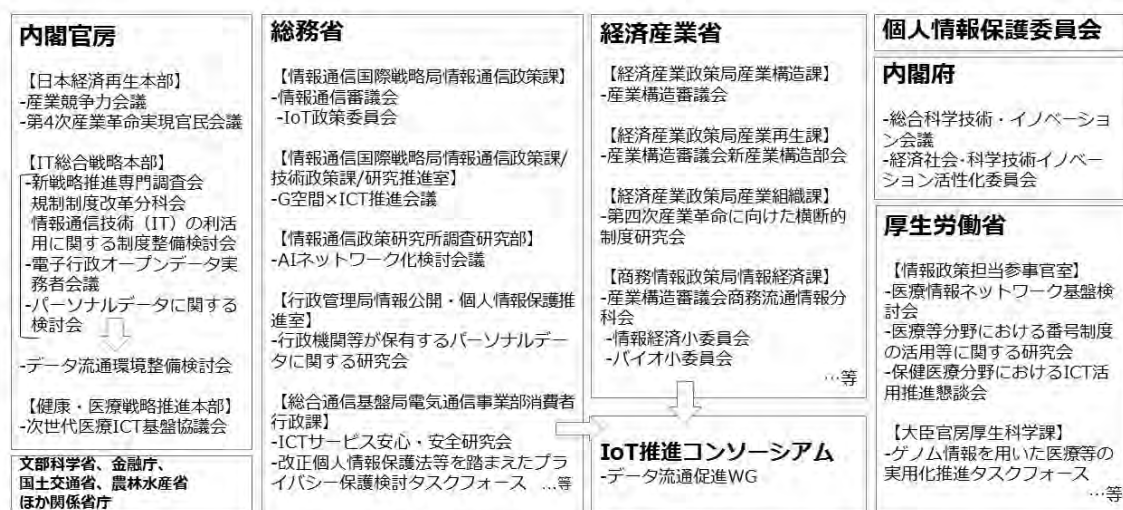 内閣官房
【日本経済再生本部】
-産業競争力会議
-第4次産業革命実現官民会議
【IT総合戦略本部】
-新戦略推進専門調査会
規制制度改革分科会
情報通信技術（IT）の利活
用に関する制度整備検討会
-電子行政オープンデータ実
務者会議
-パーソナルデータに関する
検討会
-データ流通環境整備検討会
【健康・医療戦略推進本部】
-次世代医療ICT基盤協議会
文部科学省、金融庁、
国土交通省、農林水産省
ほか関係省庁
総務省
【情報通信国際戦略局情報通信政策課】
-情報通信審議会
-IoT政策委員会
【情報通信国際戦略局情報通信政策課/
技術政策課/研究推進室】
-G空間×ICT推進会議
【情報通信政策研究所調査研究部】
-AIネットワーク化検討会議
【行政管理局情報公開・個人情報保護推
進室】
-行政機関等が保有するパーソナルデー
タに関する研究会
【総合通信基盤局電気通信事業部消費者
行政課】
-ICTサービス安心・安全研究会
-改正個人情報保護法等を踏まえたプラ
イバシー保護検討タスクフォース …等
経済産業省
【経済産業政策局産業構造課】
-産業構造審議会
【経済産業政策局産業再生課】
-産業構造審議会新産業構造部会
【経済産業政策局産業組織課】
-第四次産業革命に向けた横断的
制度研究会
【商務情報政策局情報経済課】
-産業構造審議会商務流通情報分
科会
-情報経済小委員会
-バイオ小委員会
…等
IoT推進コンソーシアム
-データ流通促進WG
個人情報保護委員会
内閣府
-総合科学技術・イノベーショ
ン会議
-経済社会・科学技術イノベー
ション活性化委員会
厚生労働省
【情報政策担当参事官室】
-医療情報ネットワーク基盤検
討会
-医療等分野における番号制度
の活用等に関する研究会
-保健医療分野におけるICT活
用推進懇談会
【大臣官房厚生科学課】
-ゲノム情報を用いた医療等の
実用化推進タスクフォース
…等